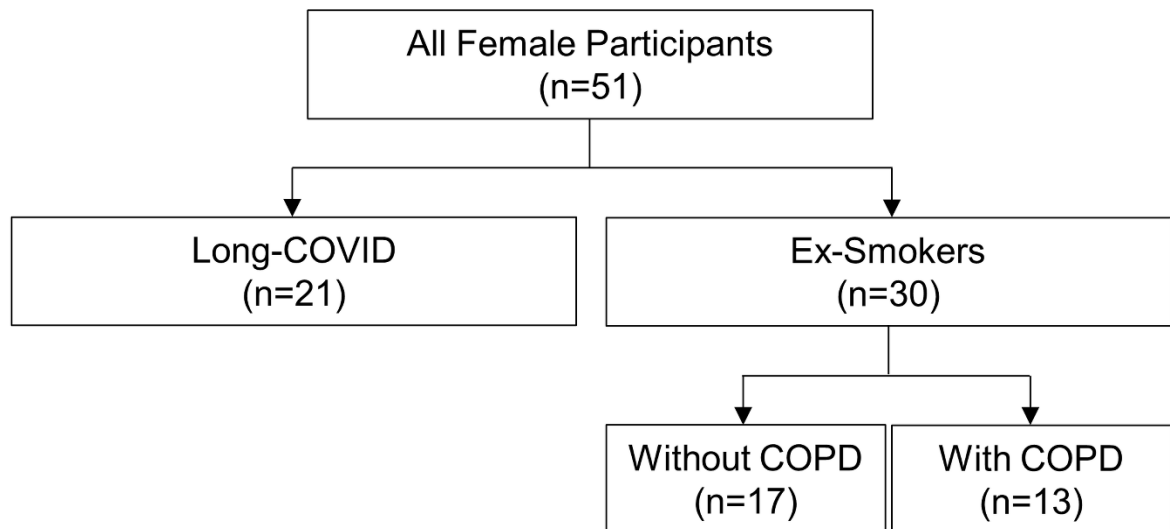 All Female Participants
(n=51)
Long-COVID
(n=21)
Ex-Smokers
(n=30)
Without COPD
(n=17)
With COPD
(n=13)